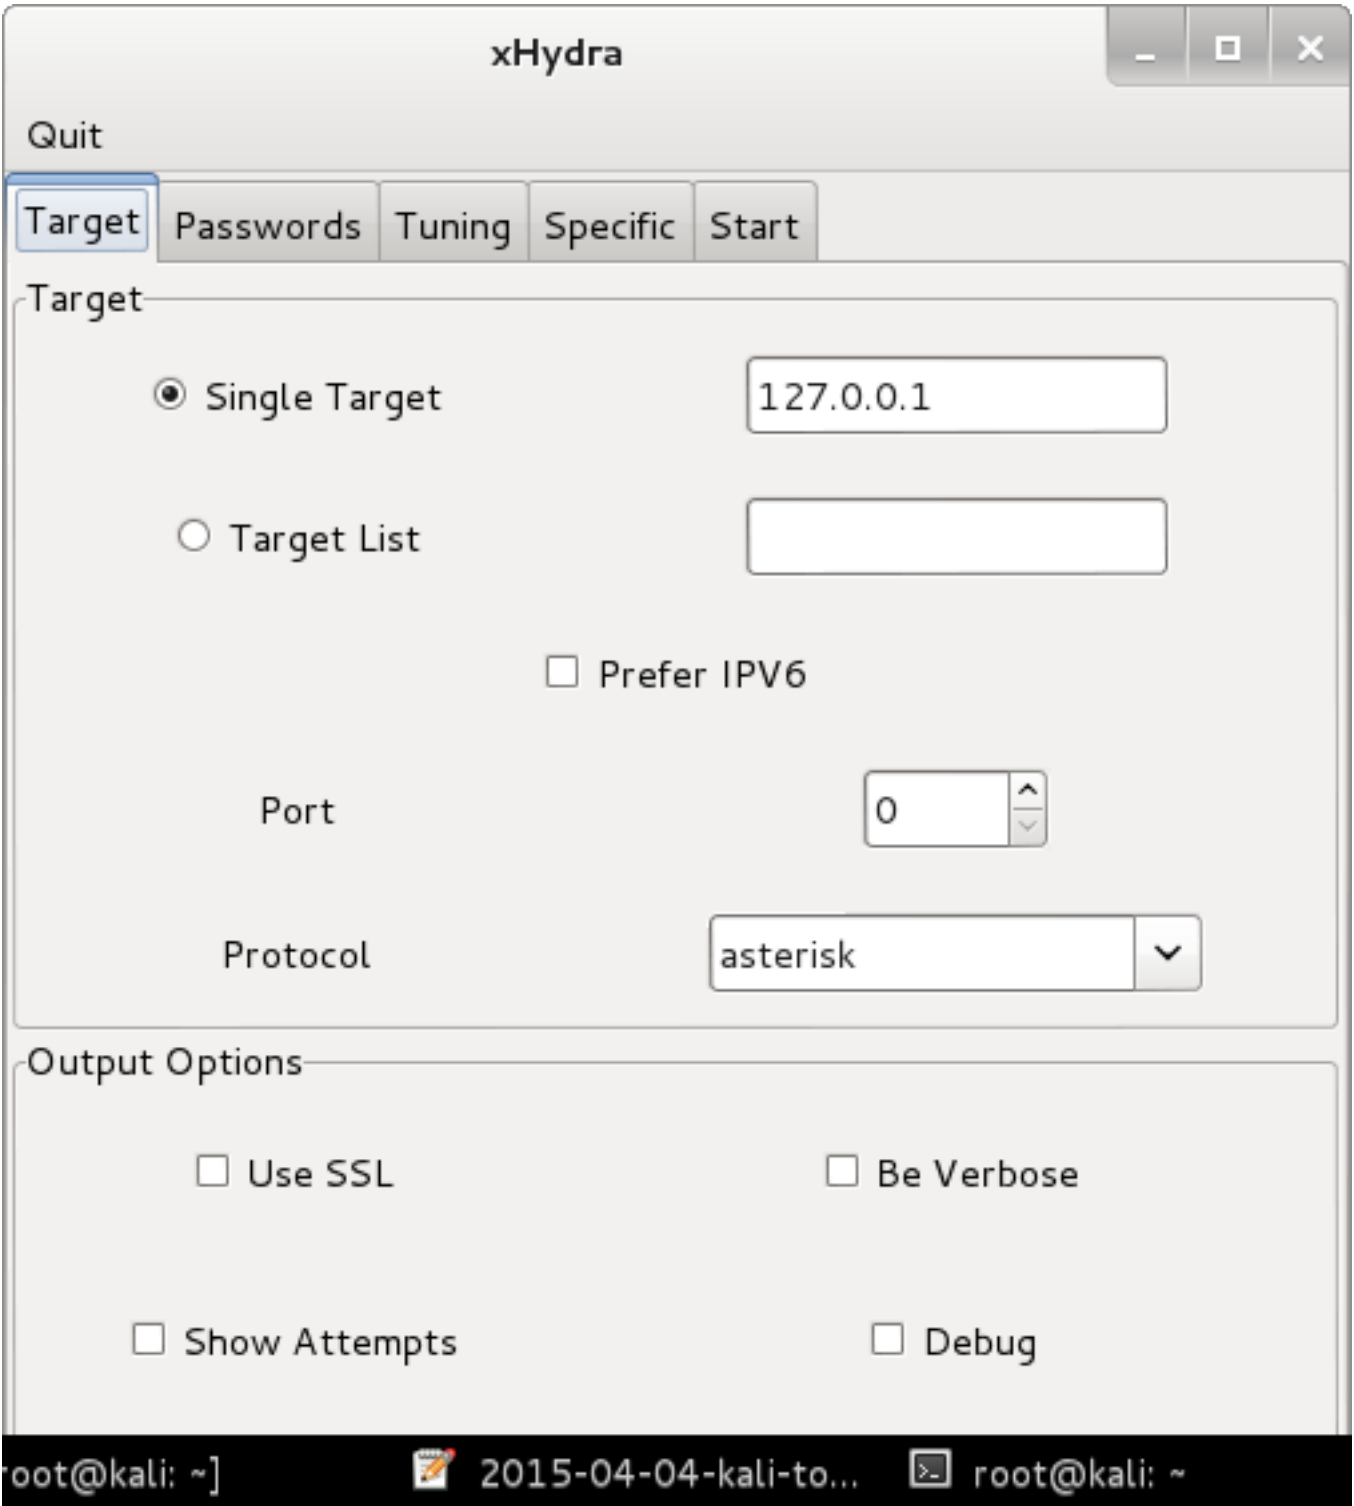 xHydra
Quit
Target Passwords Tuning Specific Start
Target
Single Target 127.0.0.1
Target List
Prefer IPV6
Port 0
Protocol asterisk
Output Options
Use SSL Be Verbose
Show Attempts Debug
root@kali: ~] 2015-04-04-kali-to... root@kali: ~